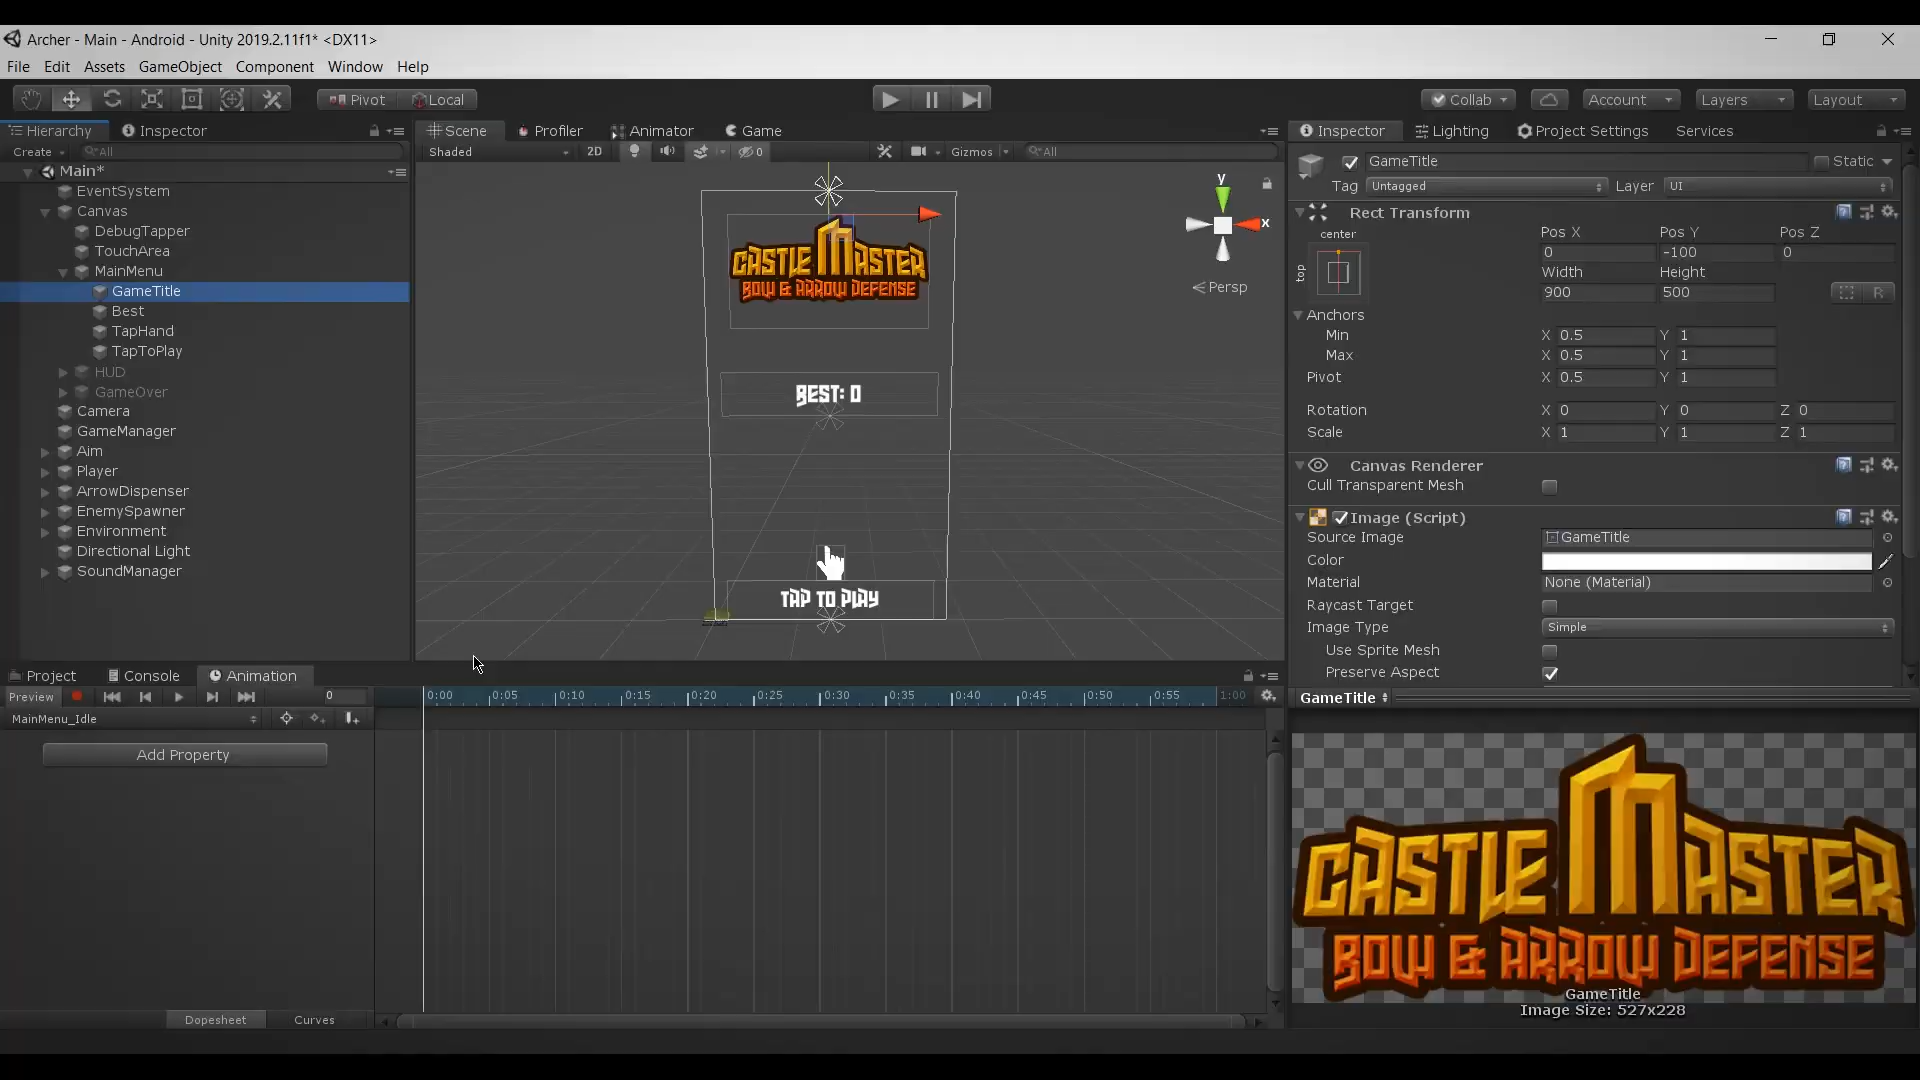 Archer - Main - Android - Unity 2019.2.11f1* <DX11>
File Edit Assets GameObject Component Window Help
Pivot Local Collab Account Layers Layout
Hierarchy Inspector Scene Profiler Animator Game Inspector Lighting Project Settings Services
Create All Shaded 2D 0 Gizmos All
Main*
EventSystem
Canvas
DebugTapper
TouchArea
MainMenu
GameTitle
Best
TapHand
TapToPlay
HUD
GameOver
Camera
GameManager
Aim
Player
ArrowDispenser
EnemySpawner
Environment
Directional Light
SoundManager
y
x
Persp
CASTLE MASTER
BOW & ARROW DEFENSE
BEST: 0
TAP TO PLAY
GameTitle Static
Tag Untagged Layer UI
Rect Transform
center Pos X Pos Y Pos Z
top 0 -100 0
Width Height
900 500 R
Anchors
Min X 0.5 Y 1
Max X 0.5 Y 1
Pivot X 0.5 Y 1
Rotation X 0 Y 0 Z 0
Scale X 1 Y 1 Z 1
Canvas Renderer
Cull Transparent Mesh
Image (Script)
Source Image GameTitle
Color
Material None (Material)
Raycast Target
Image Type Simple
Use Sprite Mesh
Preserve Aspect
Project Console Animation
Preview 0 0:00 0:05 0:10 0:15 0:20 0:25 0:30 0:35 0:40 0:45 0:50 0:55 1:00
MainMenu_Idle
Add Property
Dopesheet Curves
GameTitle
CASTLE MASTER
BOW & ARROW DEFENSE
GameTitle
Image Size: 527x228